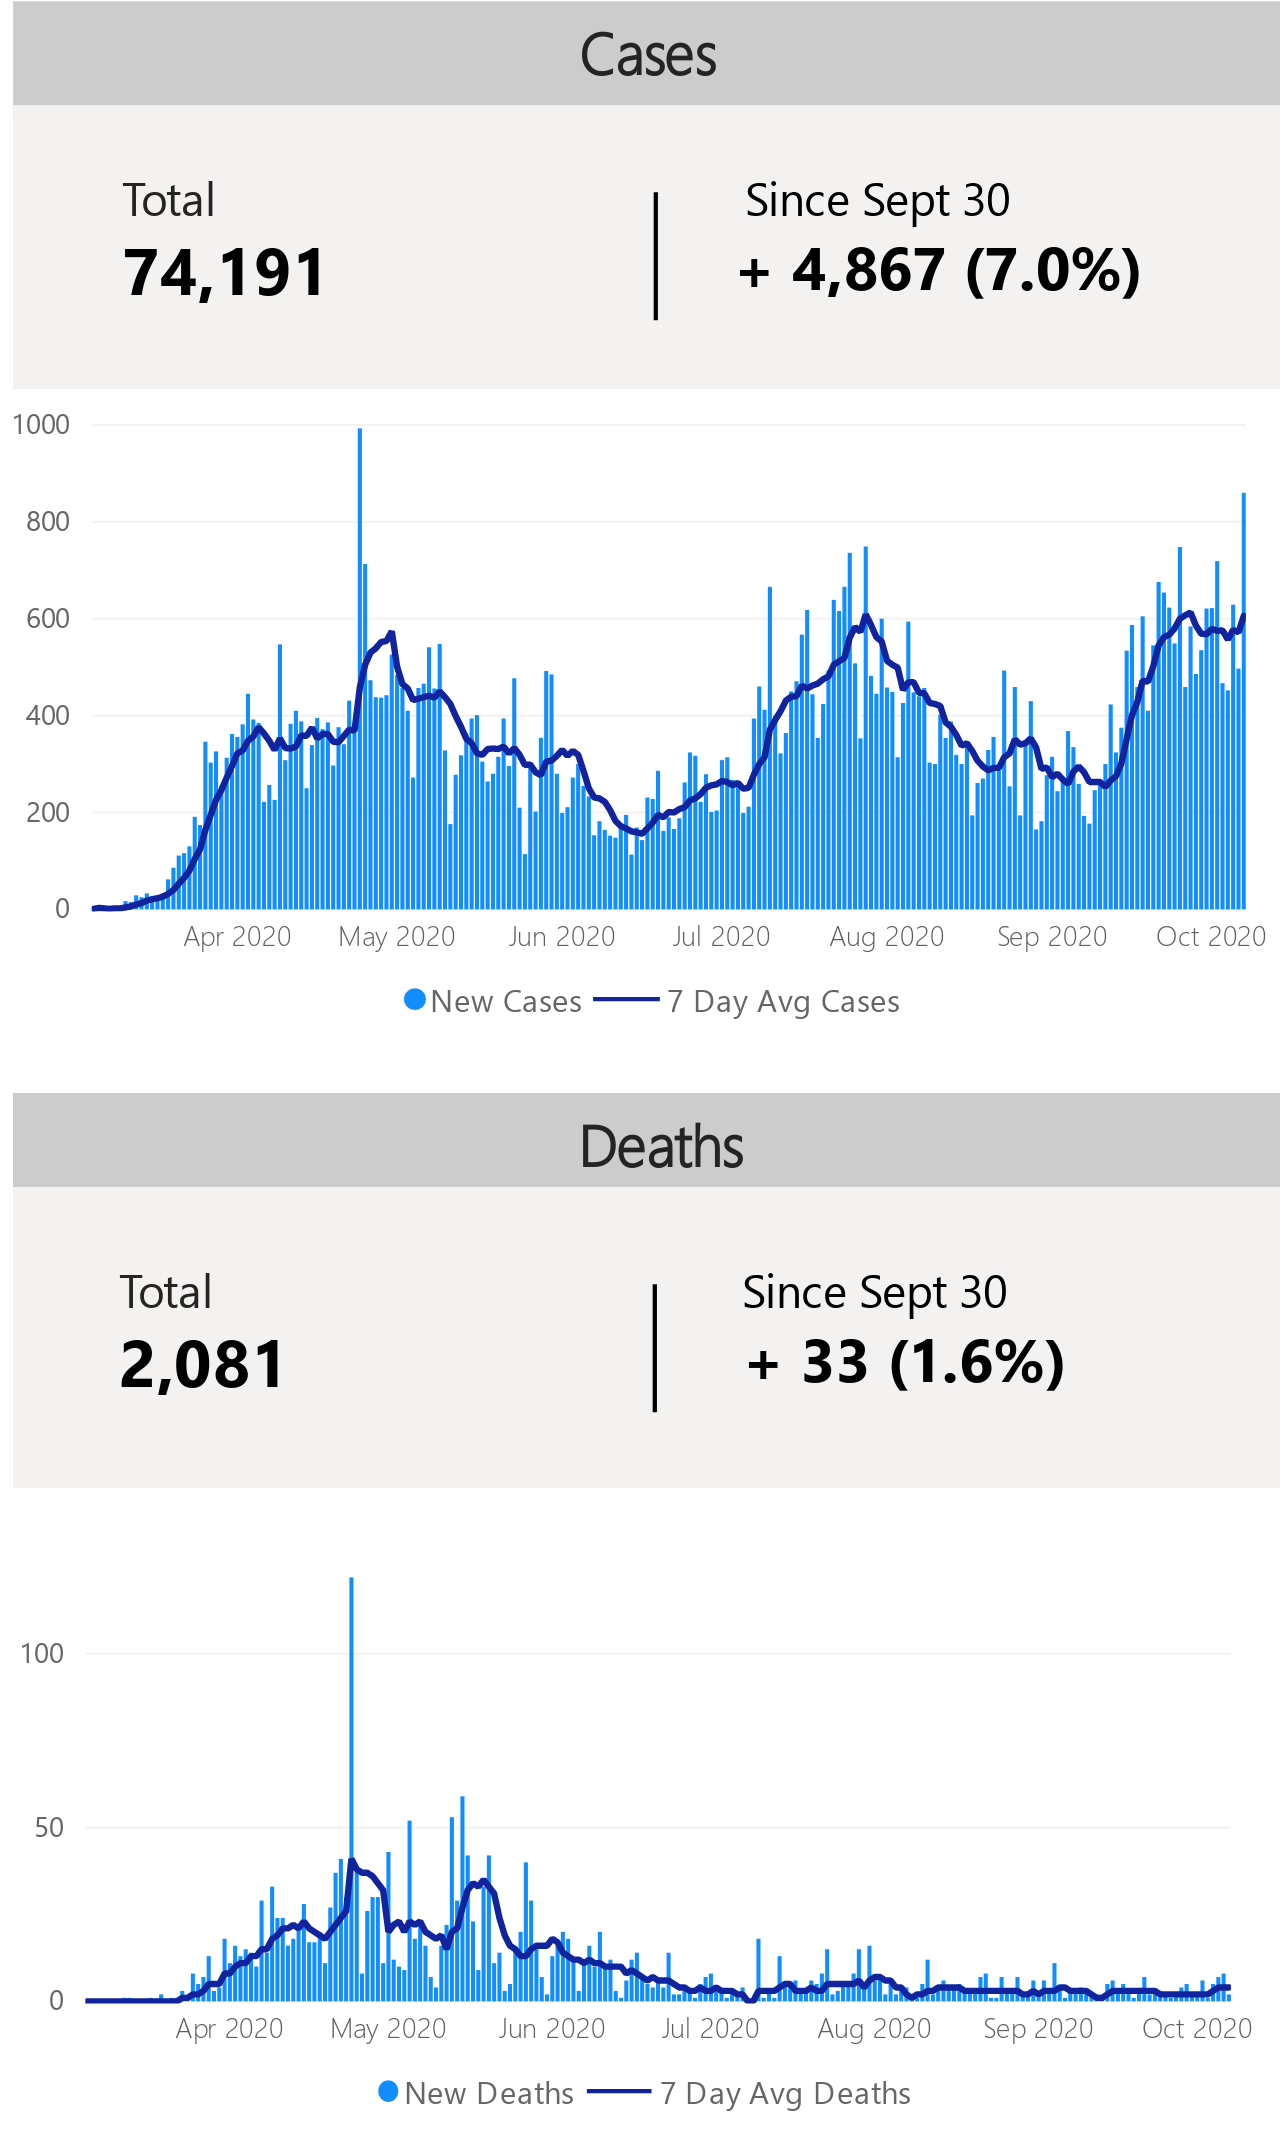 Cases
Total
Since Sept 30
74,191
+ 4,867 (7.0%)
1000
800
600
400
200
0
Apr 2020 May 2020 Jun 2020 Jul 2020 Aug 2020 Sep 2020 Oct 2020
New Cases 7 Day Avg Cases
Deaths
Total
Since Sept 30
2,081
+ 33 (1.6%)
100
50
0
Apr 2020 May 2020 Jun 2020 Jul 2020 Aug 2020 Sep 2020 Oct 2020
New Deaths 7 Day Avg Deaths